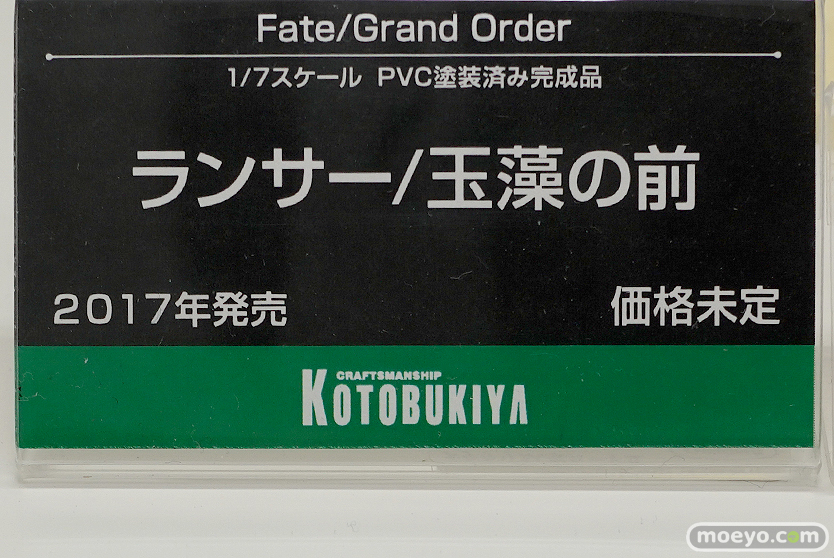 Fate/Grand Order
1/7スケール PVC塗装済み完成品
ランサー/玉藻の前
2017年発売 価格未定
CRAFTSMANSHIP
KOTOBUKIYA
moeyo.com